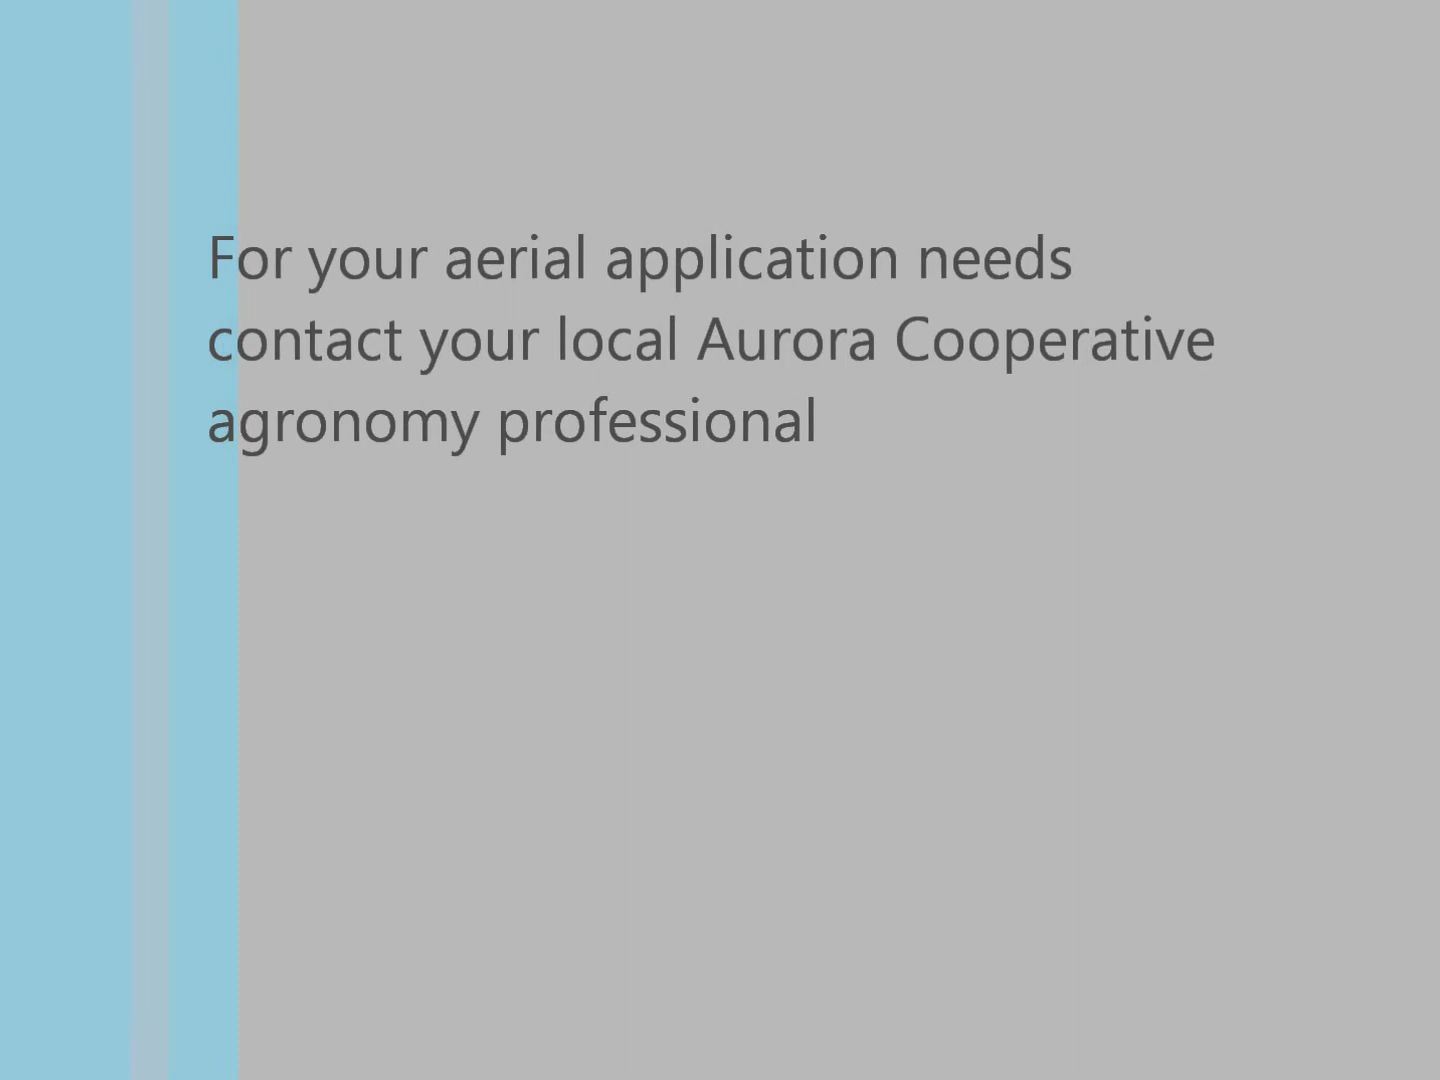 For your aerial application needs
contact your local Aurora Cooperative
agronomy professional